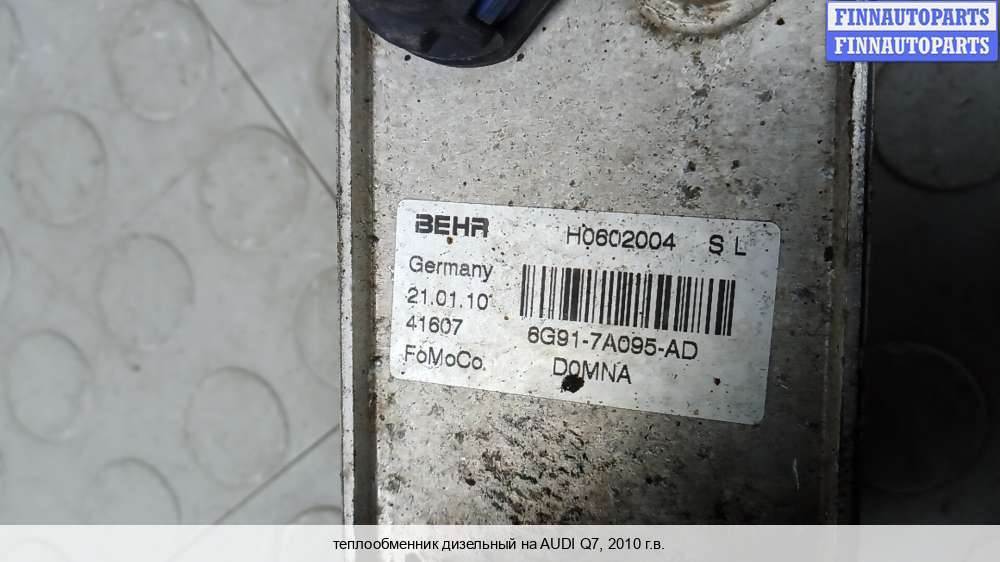 FINNAUTOPARTS
FINNAUTOPARTS
BEHR H0602004 S L
Germany
21.01.10
41607 6G91-7A095-AD
FoMoCo. D0MNA
теплообменник дизельный на AUDI Q7, 2010 г.в.